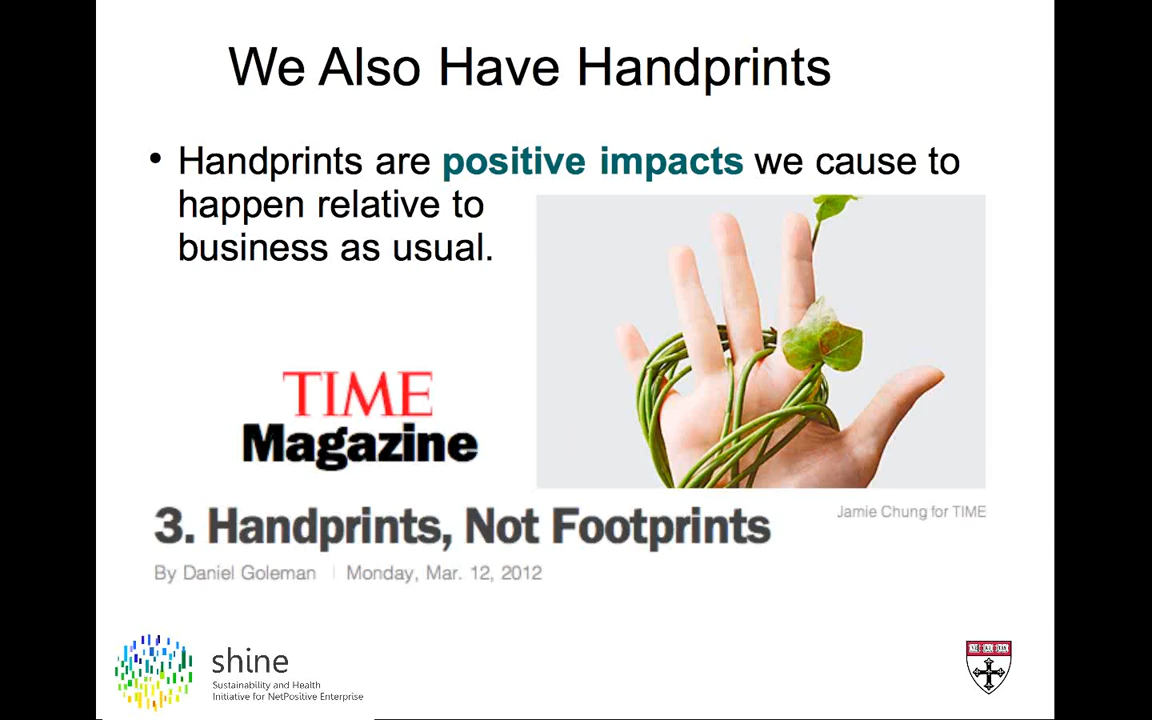 We Also Have Handprints
• Handprints are positive impacts we cause to
happen relative to
business as usual.
TIME
Magazine
Jamie Chung for TIME
3. Handprints, Not Footprints
By Daniel Goleman | Monday, Mar. 12, 2012
shine
Sustainability and Health
Initiative for NetPositive Enterprise